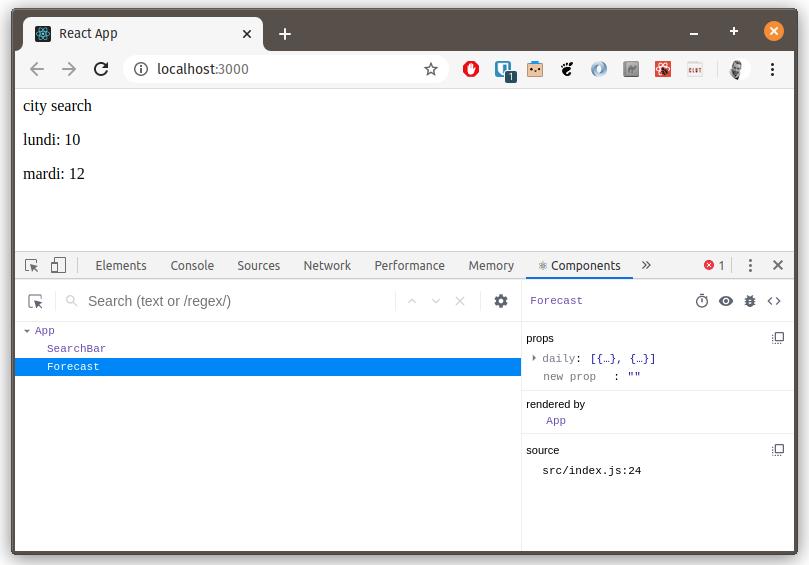 React App
localhost:3000
1
CLUT
city search
lundi: 10
mardi: 12
Elements Console Sources Network Performance Memory Components 1
Search (text or /regex/)
Forecast
App
SearchBar
Forecast
props
daily: [{…}, {…}]
new prop : ""
rendered by
App
source
src/index.js:24